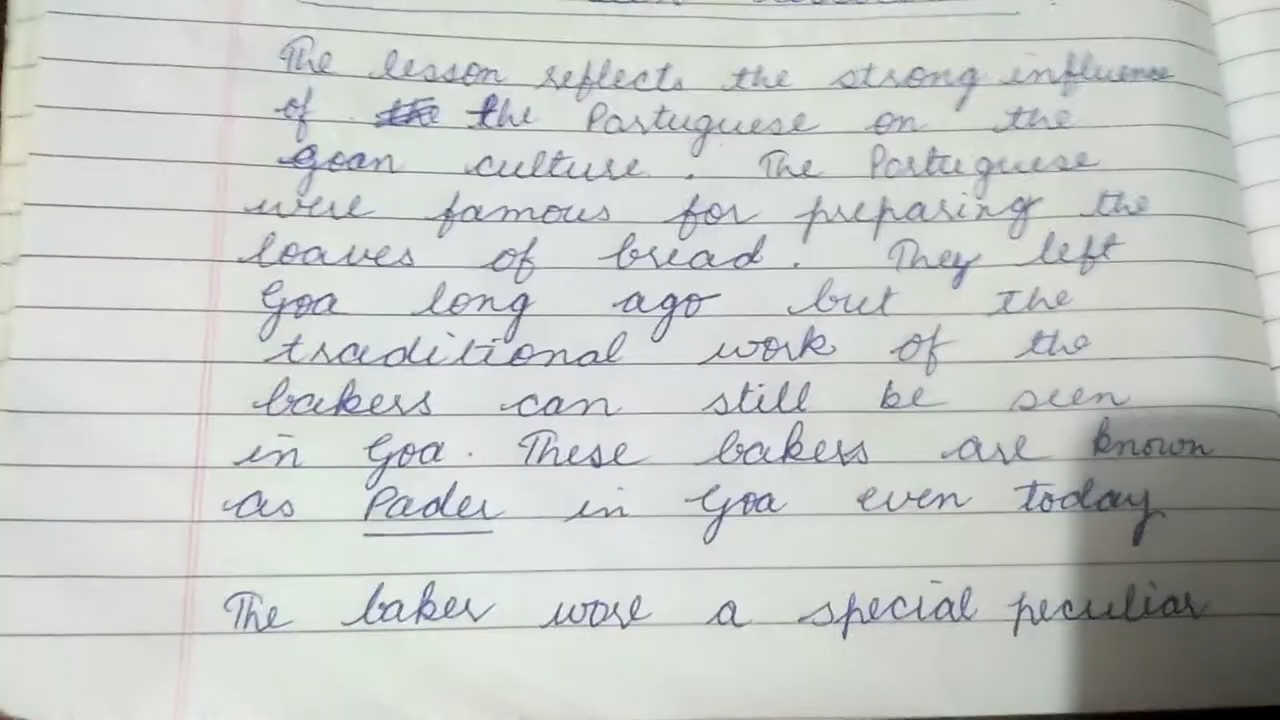 The lesson reflects the strong influence
of the the Portuguese on the
goan culture. The Portuguese
were famous for preparing the
loaves of bread. They left
Goa long ago but the
traditional work of the
bakers can still be seen
in Goa. These bakers are known
as Pader in Goa even today
The baker wore a special peculiar